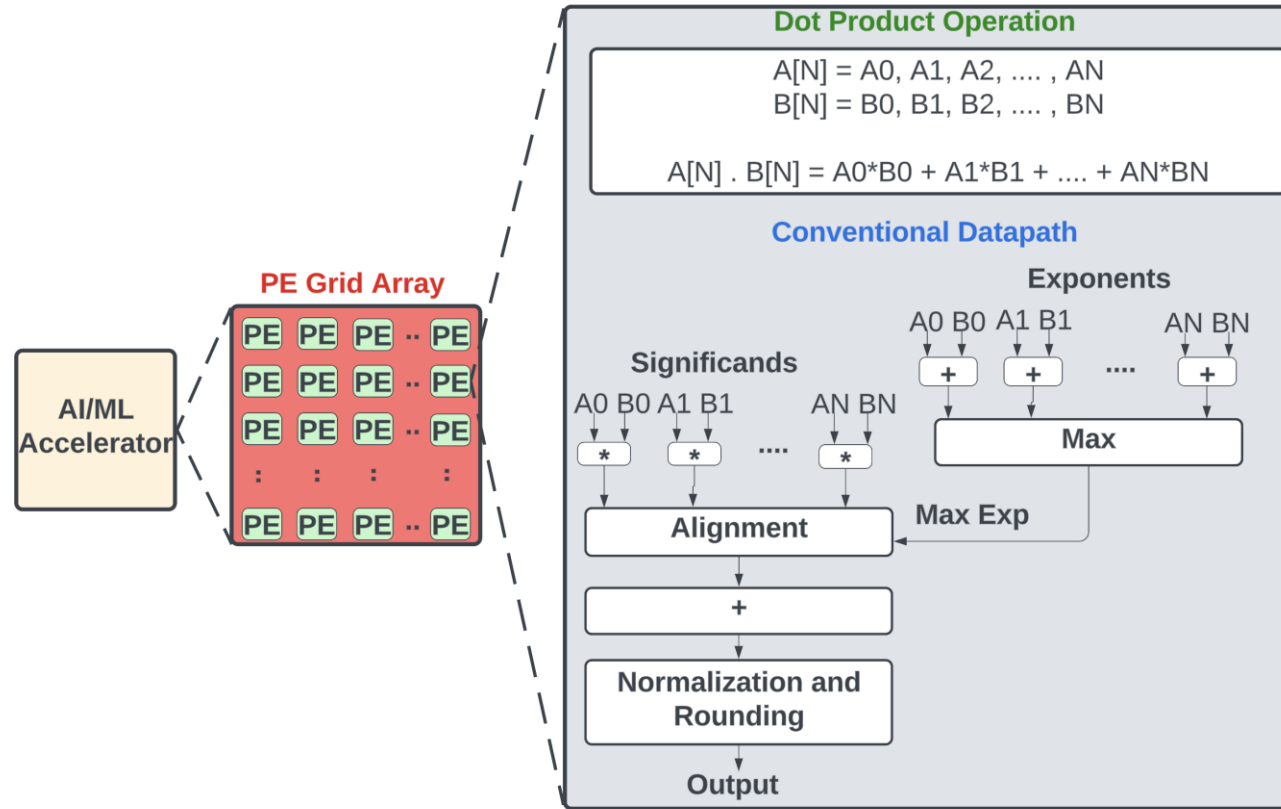 Dot Product Operation
A[N] = A0, A1, A2, .... , AN
B[N] = B0, B1, B2, .... , BN
A[N] . B[N] = A0*B0 + A1*B1 + .... + AN*BN
Conventional Datapath
PE Grid Array
PE PE PE .. PE
PE PE PE .. PE
PE PE PE .. PE
: : : :
PE PE PE .. PE
AI/ML
Accelerator
Exponents
A0 B0 A1 B1 AN BN
+ + .... +
Max
Significands
A0 B0 A1 B1 AN BN
* * .... *
Max Exp
Alignment
+
Normalization and
Rounding
Output